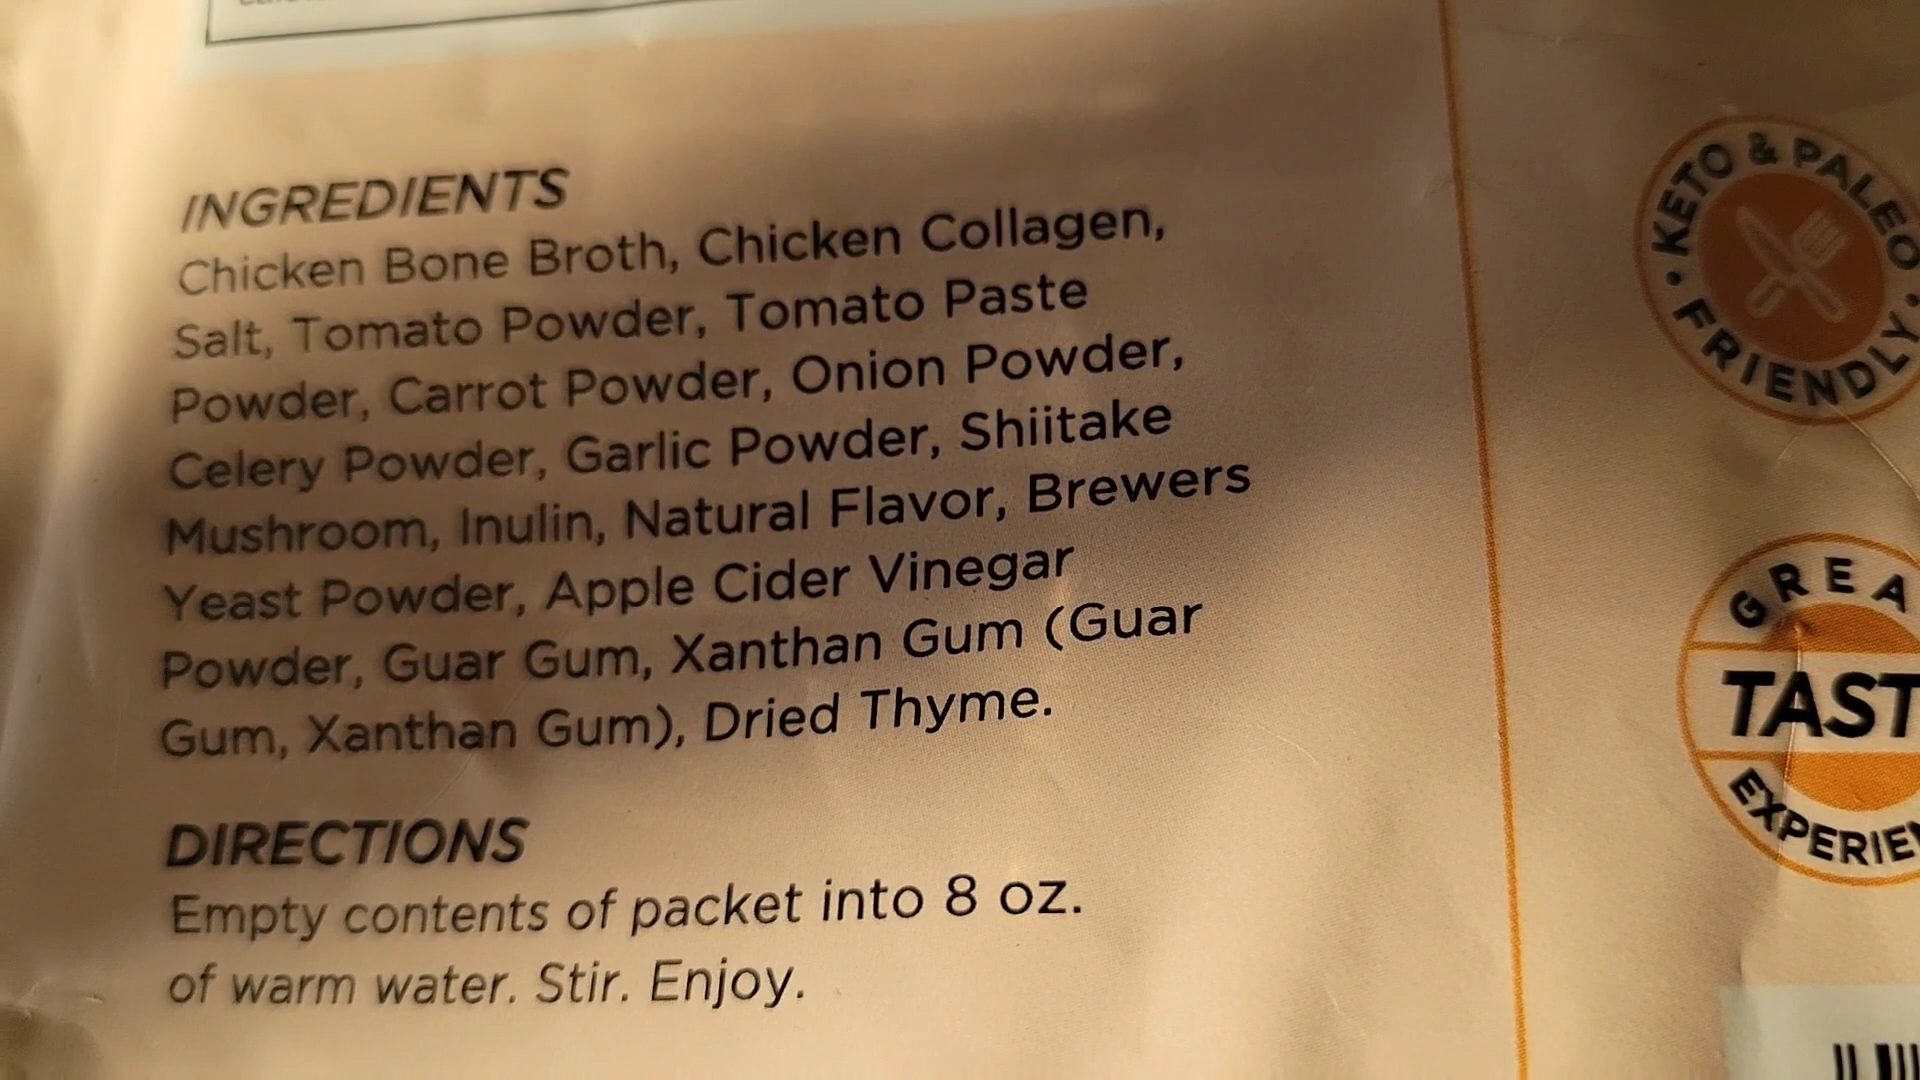 INGREDIENTS
Chicken Bone Broth, Chicken Collagen,
Salt, Tomato Powder, Tomato Paste
Powder, Carrot Powder, Onion Powder,
Celery Powder, Garlic Powder, Shiitake
Mushroom, Inulin, Natural Flavor, Brewers
Yeast Powder, Apple Cider Vinegar
Powder, Guar Gum, Xanthan Gum (Guar
Gum, Xanthan Gum), Dried Thyme.
DIRECTIONS
Empty contents of packet into 8 oz.
of warm water. Stir. Enjoy.
• KETO & PALEO •
FRIENDLY
GREA
TAST
EXPERIE